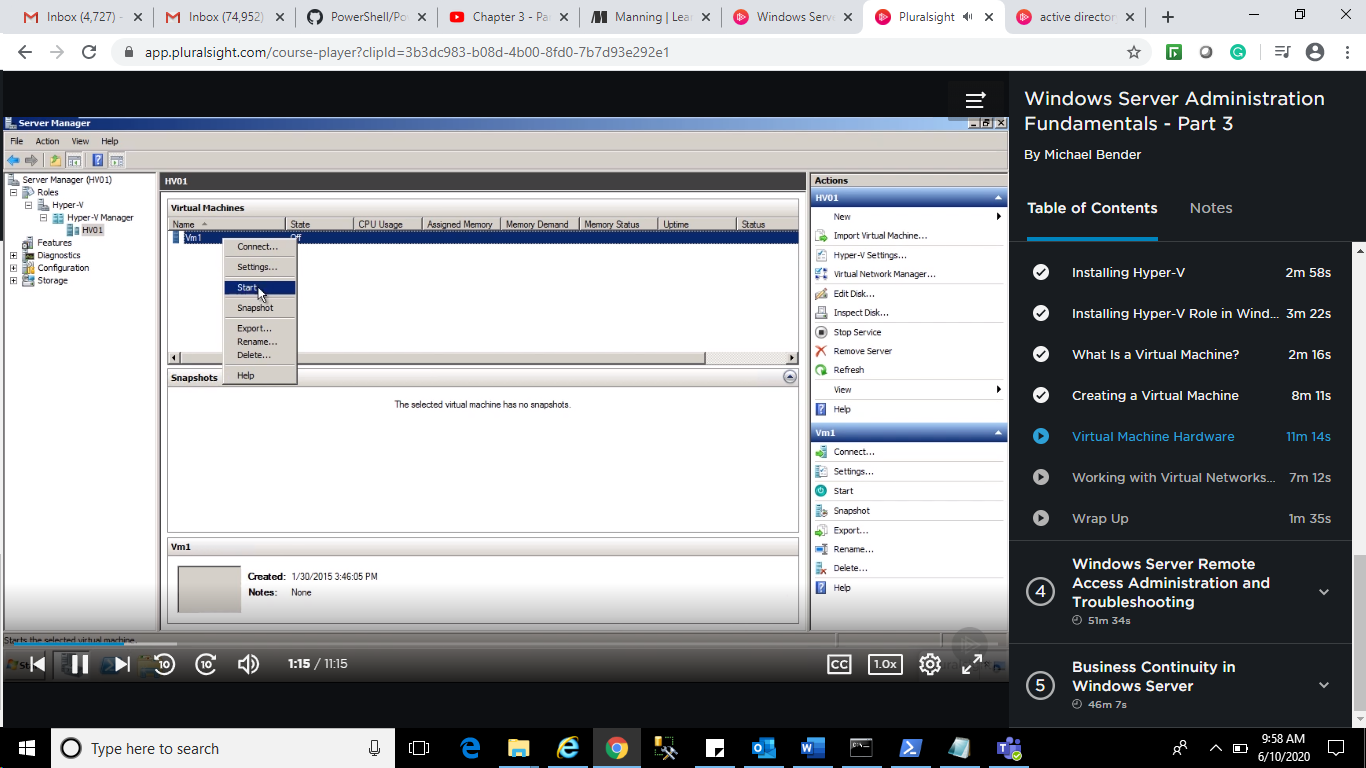 Inbox (4,727) -
Inbox (74,952)
PowerShell/Po
Chapter 3 - Pa
Manning | Lea
Windows Serv
Pluralsight
active director
app.pluralsight.com/course-player?clipId=3b3dc983-b08d-4b00-8fd0-7b7d93e292e1
Server Manager
File Action View Help
Server Manager (HV01)
Roles
Hyper-V
Hyper-V Manager
HV01
Features
Diagnostics
Configuration
Storage
HV01
Virtual Machines
Name State CPU Usage Assigned Memory Memory Demand Memory Status Uptime Status
Vm1 Off
Connect...
Settings...
Start
Snapshot
Export...
Rename...
Delete...
Help
Snapshots
The selected virtual machine has no snapshots.
Vm1
Created: 1/30/2015 3:46:05 PM
Notes: None
Actions
HV01
New
Import Virtual Machine...
Hyper-V Settings...
Virtual Network Manager...
Edit Disk...
Inspect Disk...
Stop Service
Remove Server
Refresh
View
Help
Vm1
Connect...
Settings...
Start
Snapshot
Export...
Rename...
Delete...
Help
Starts the selected virtual machine.
10
10
1:15 / 11:15
CC
1.0x
Windows Server Administration
Fundamentals - Part 3
By Michael Bender
Table of Contents Notes
Installing Hyper-V 2m 58s
Installing Hyper-V Role in Wind... 3m 22s
What Is a Virtual Machine? 2m 16s
Creating a Virtual Machine 8m 11s
Virtual Machine Hardware 11m 14s
Working with Virtual Networks... 7m 12s
Wrap Up 1m 35s
4
Windows Server Remote
Access Administration and
Troubleshooting
51m 34s
5
Business Continuity in
Windows Server
46m 7s
Type here to search
9:58 AM
6/10/2020